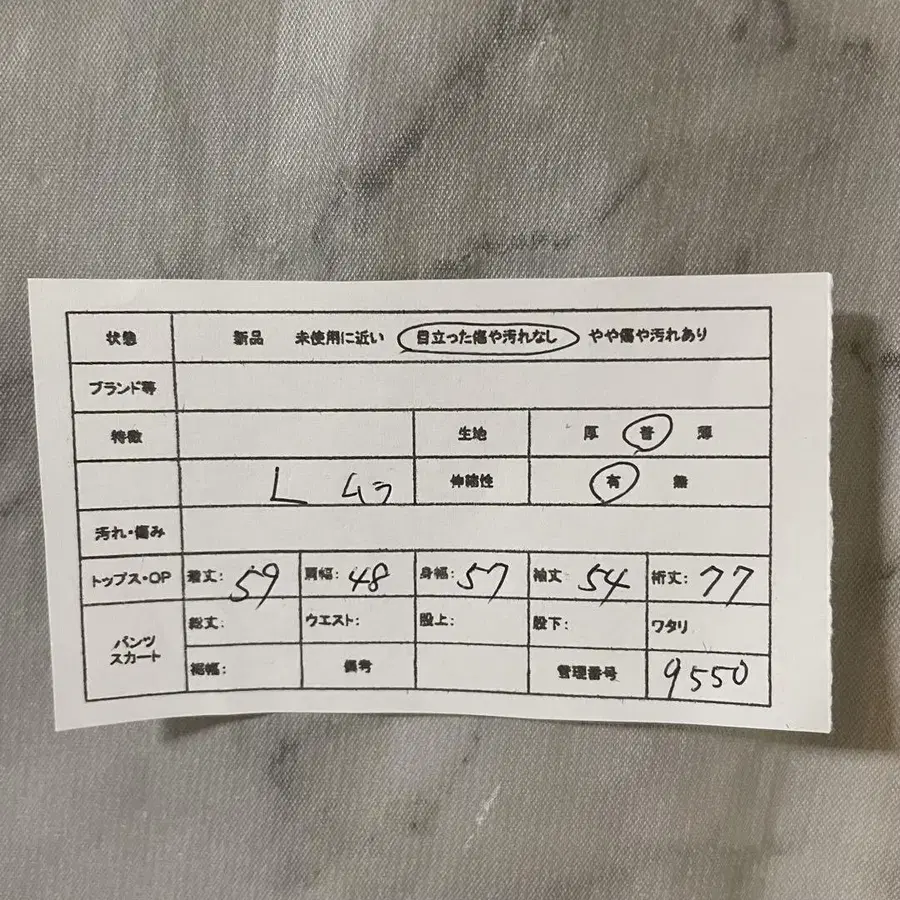 状態 新品 未使用に近い 目立った傷や汚れなし やや傷や汚れあり
ブランド等
特徴 生地 厚 普 薄
L ムラ 伸縮性 有 無
汚れ・傷み
トップス・OP 着丈: 59 肩幅: 48 身幅: 57 袖丈 54 裄丈: 77
パンツ スカート 総丈: ウエスト: 股上: 股下: ワタリ
裾幅: 備考 管理番号 9550